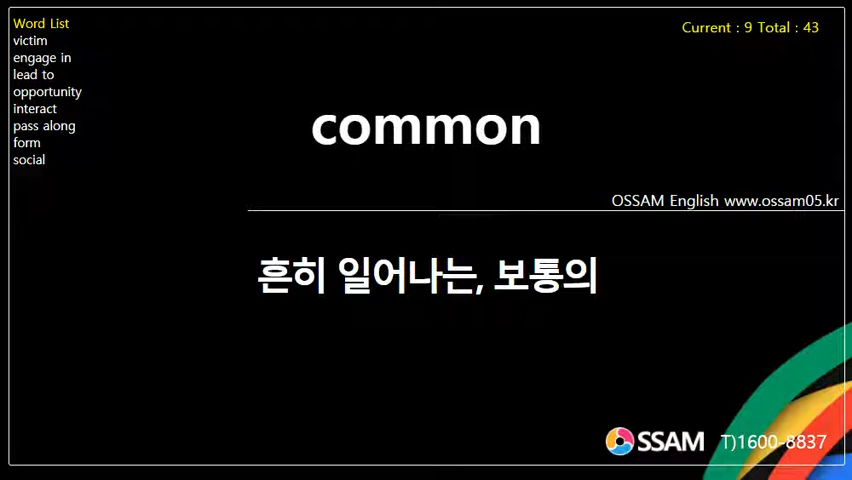 Word List
victim
engage in
lead to
opportunity
interact
pass along
form
social
Current : 9 Total : 43
common
OSSAM English www.ossam05.kr
흔히 일어나는, 보통의
OSSAM T)1600-8837